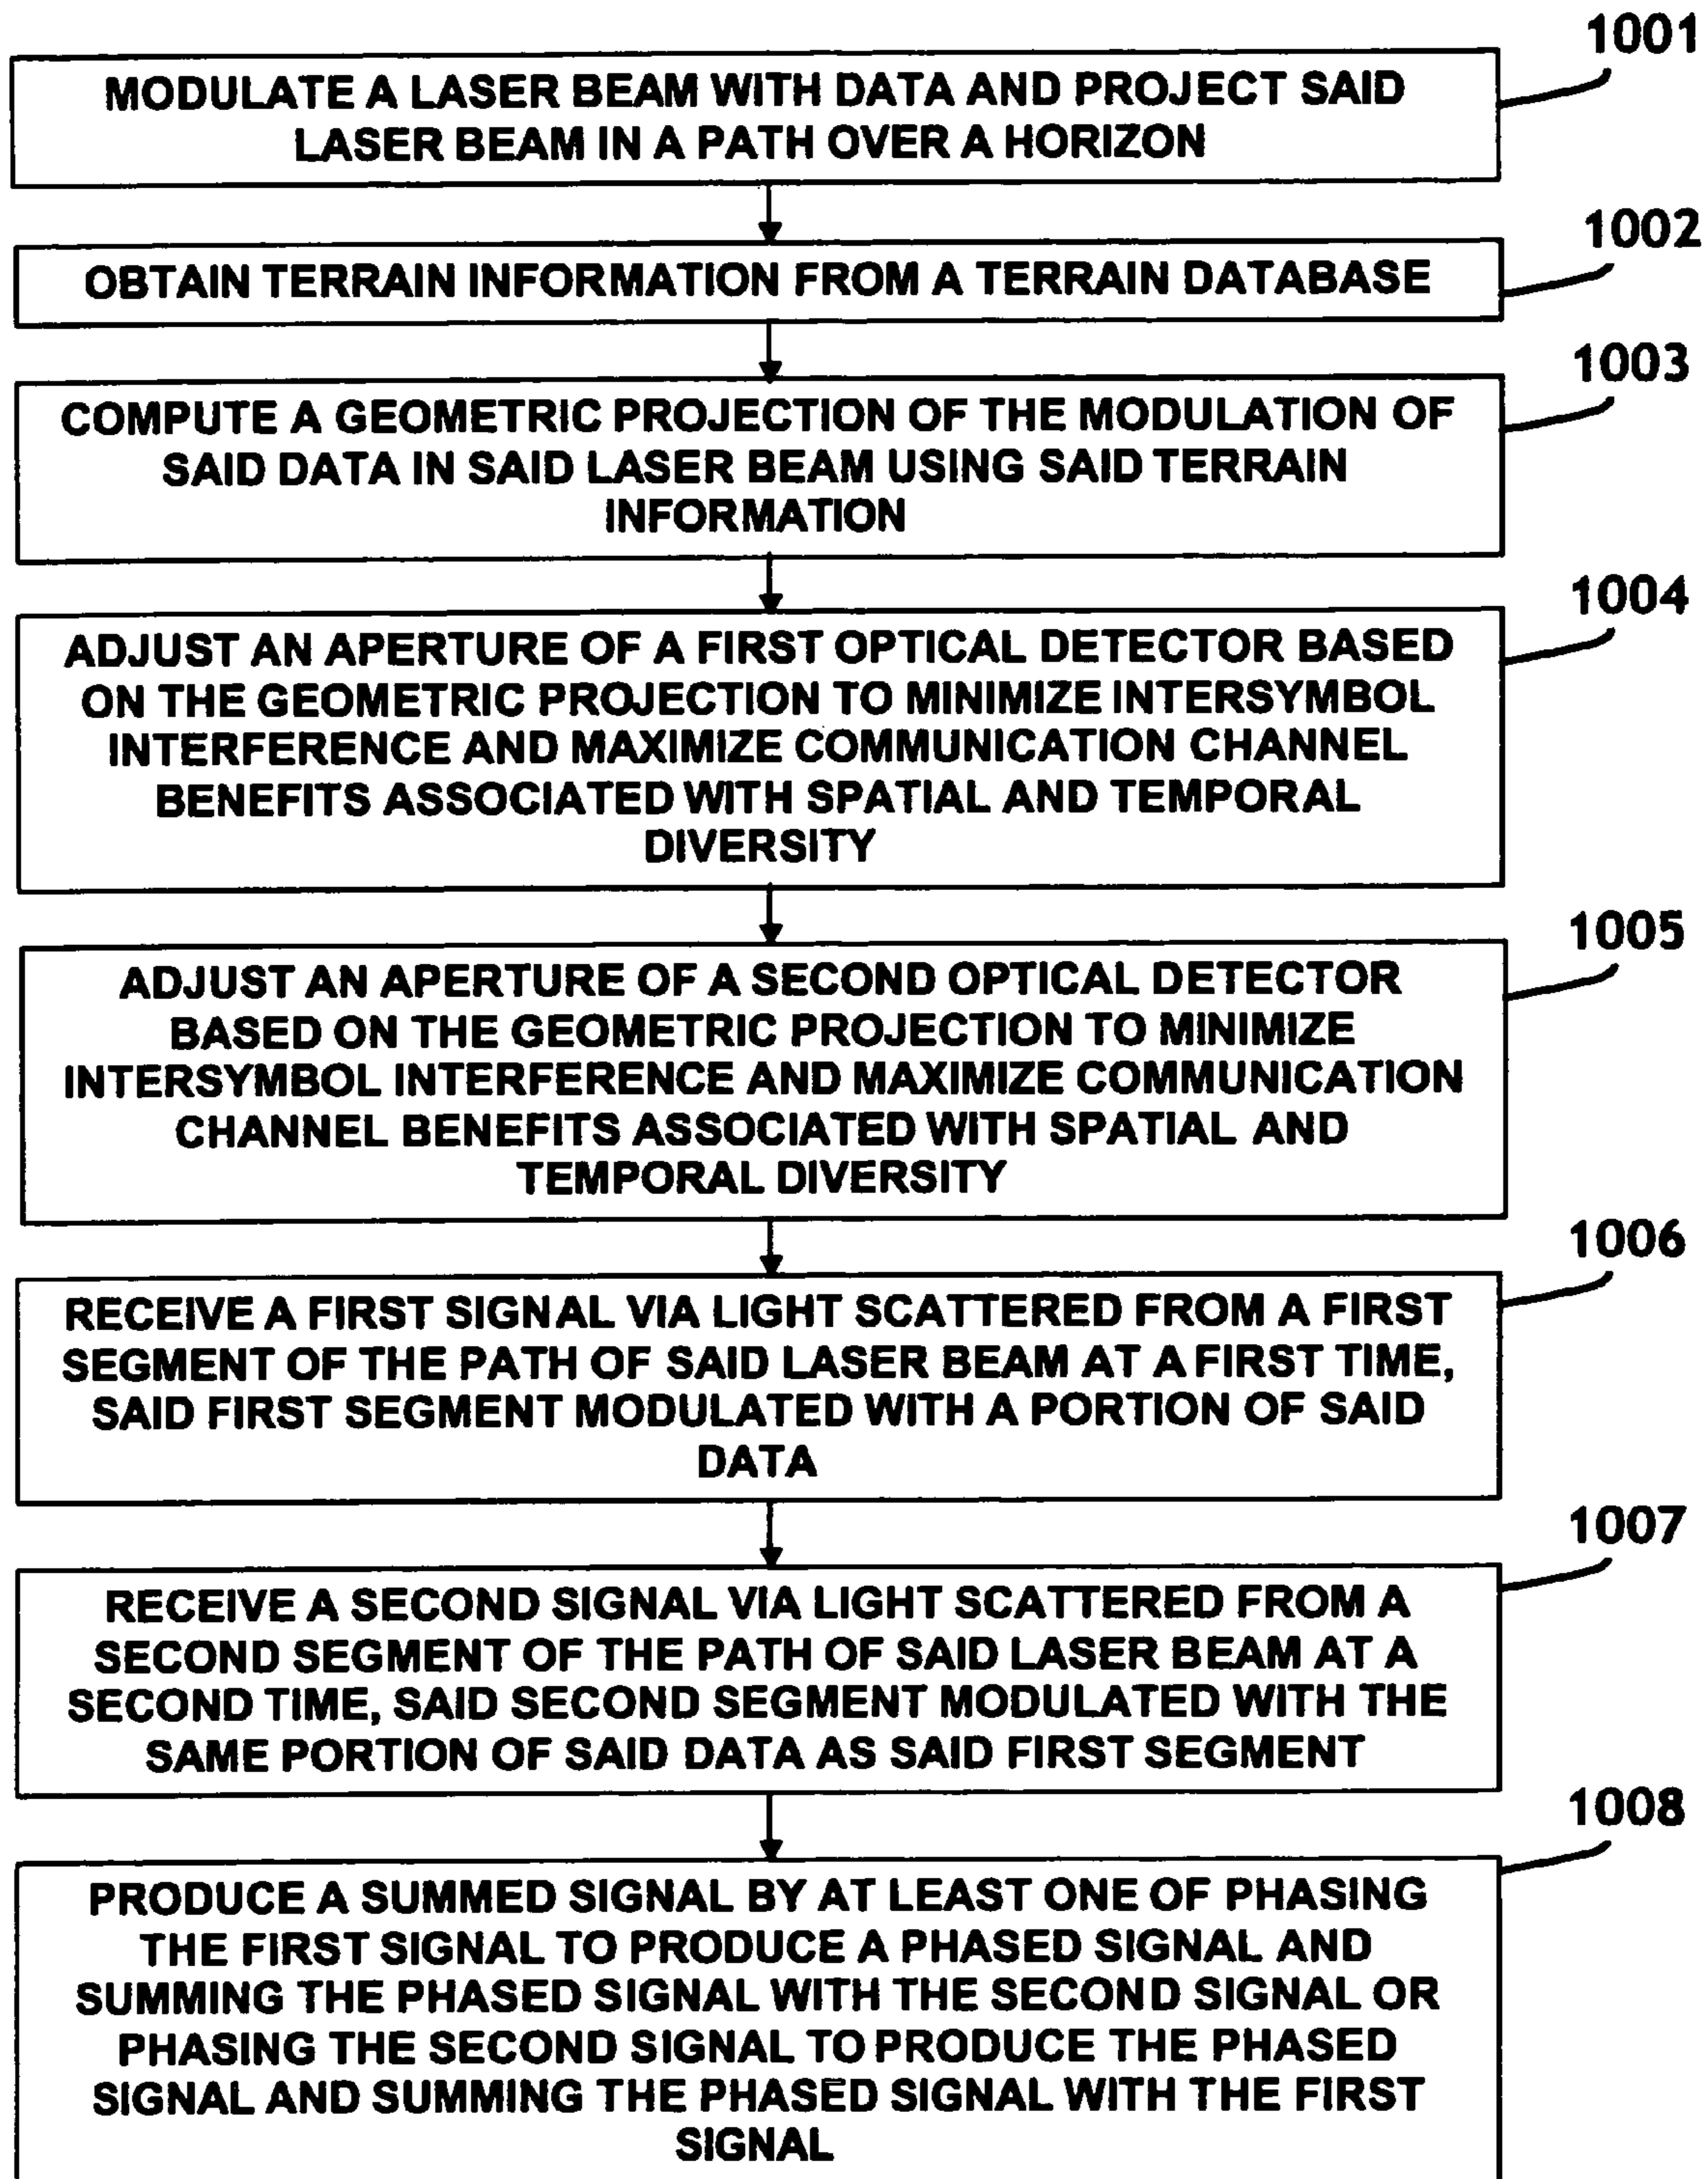 1001
MODULATE A LASER BEAM WITH DATA AND PROJECT SAID
LASER BEAM IN A PATH OVER A HORIZON
1002
OBTAIN TERRAIN INFORMATION FROM A TERRAIN DATABASE
1003
COMPUTE A GEOMETRIC PROJECTION OF THE MODULATION OF
SAID DATA IN SAID LASER BEAM USING SAID TERRAIN
INFORMATION
1004
ADJUST AN APERTURE OF A FIRST OPTICAL DETECTOR BASED
ON THE GEOMETRIC PROJECTION TO MINIMIZE INTERSYMBOL
INTERFERENCE AND MAXIMIZE COMMUNICATION CHANNEL
BENEFITS ASSOCIATED WITH SPATIAL AND TEMPORAL
DIVERSITY
1005
ADJUST AN APERTURE OF A SECOND OPTICAL DETECTOR
BASED ON THE GEOMETRIC PROJECTION TO MINIMIZE
INTERSYMBOL INTERFERENCE AND MAXIMIZE COMMUNICATION
CHANNEL BENEFITS ASSOCIATED WITH SPATIAL AND
TEMPORAL DIVERSITY
1006
RECEIVE A FIRST SIGNAL VIA LIGHT SCATTERED FROM A FIRST
SEGMENT OF THE PATH OF SAID LASER BEAM AT A FIRST TIME,
SAID FIRST SEGMENT MODULATED WITH A PORTION OF SAID
DATA
1007
RECEIVE A SECOND SIGNAL VIA LIGHT SCATTERED FROM A
SECOND SEGMENT OF THE PATH OF SAID LASER BEAM AT A
SECOND TIME, SAID SECOND SEGMENT MODULATED WITH THE
SAME PORTION OF SAID DATA AS SAID FIRST SEGMENT
1008
PRODUCE A SUMMED SIGNAL BY AT LEAST ONE OF PHASING
THE FIRST SIGNAL TO PRODUCE A PHASED SIGNAL AND
SUMMING THE PHASED SIGNAL WITH THE SECOND SIGNAL OR
PHASING THE SECOND SIGNAL TO PRODUCE THE PHASED
SIGNAL AND SUMMING THE PHASED SIGNAL WITH THE FIRST
SIGNAL